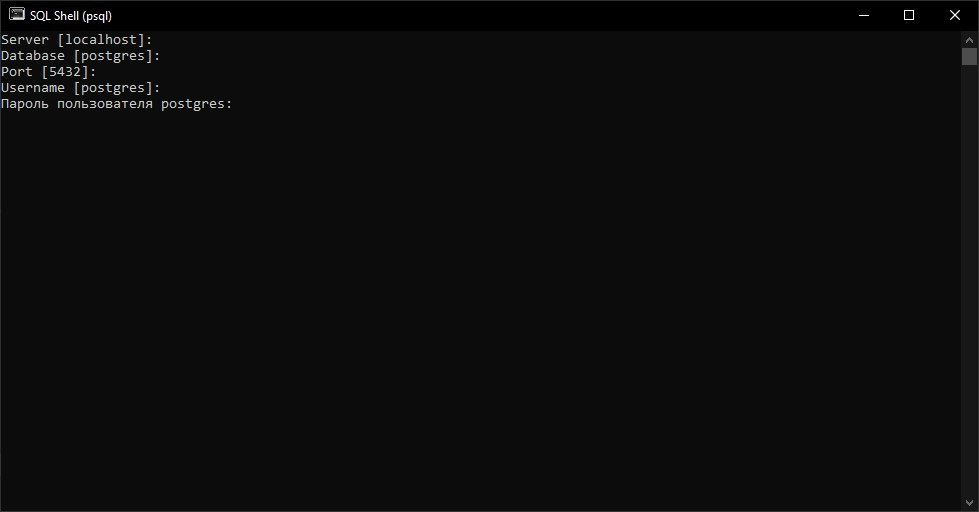 SQL Shell (psql)
Server [localhost]:
Database [postgres]:
Port [5432]:
Username [postgres]:
Пароль пользователя postgres: